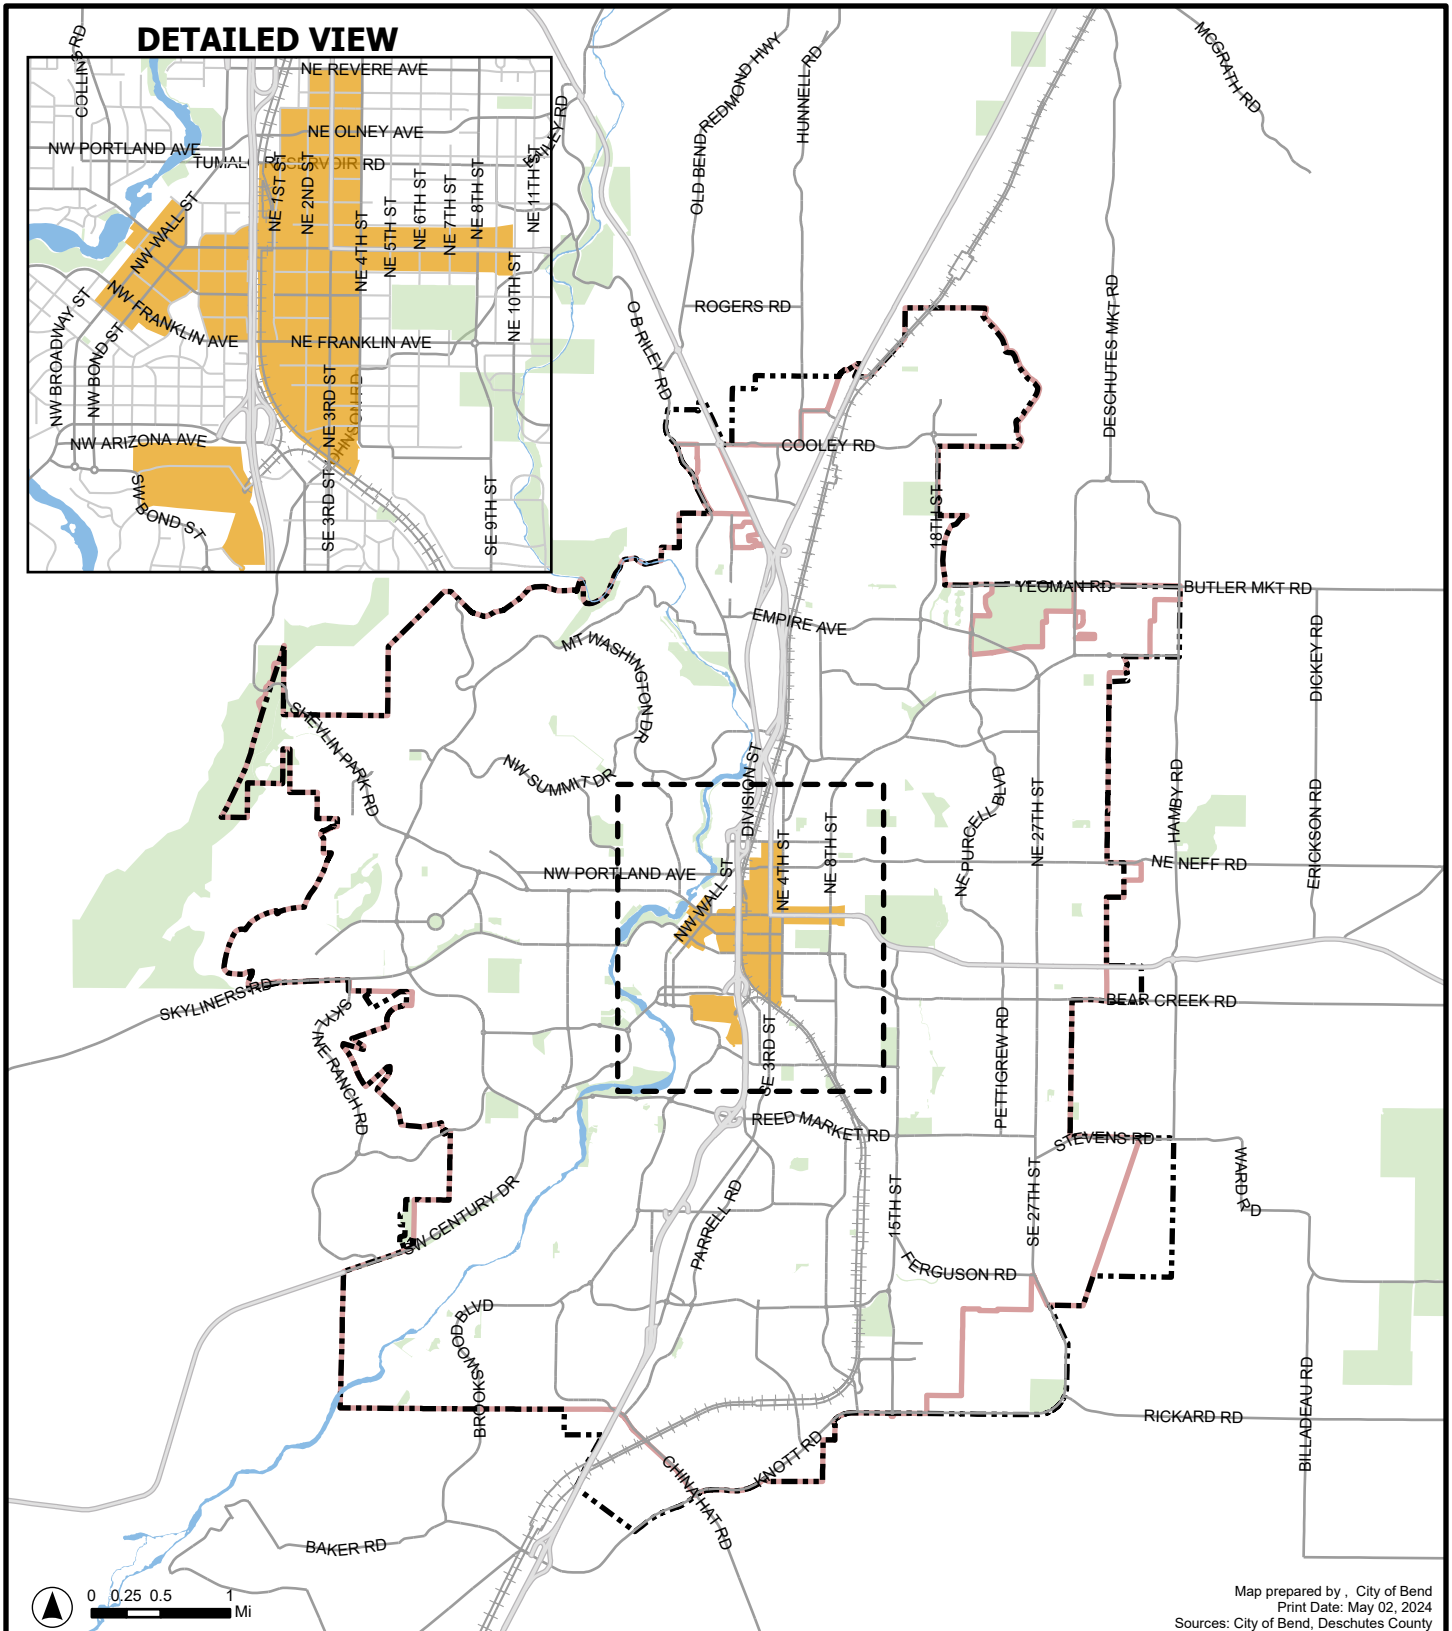 DETAILED VIEW
COLLINS RD
NE REVERE AVE
NE OLNEY AVE
NW PORTLAND AVE
NE 1ST ST
NE 2ND ST
NE 4TH ST
NE 5TH ST
NE 6TH ST
NE 7TH ST
NE 8TH ST
NE 11TH ST
NW WALL ST
NE 10TH ST
NW FRANKLIN AVE
NE FRANKLIN AVE
NW BROADWAY ST
NW BOND ST
NE 3RD ST
JOHNSON RD
NW ARIZONA AVE
SW BOND ST
SE 3RD ST
SE 9TH ST
OLD BEND REDMOND HWY
HUNNELL RD
MCGRATH RD
ROGERS RD
O B RILEY RD
DESCHUTES MKT RD
COOLEY RD
18TH ST
YEOMAN RD
BUTLER MKT RD
EMPIRE AVE
MT WASHINGTON DR
DICKEY RD
SHEVLIN PARK RD
NW SUMMIT DR
DIVISION ST
NE PURCELL BLVD
NE 27TH ST
HAMBY RD
ERICKSON RD
NW PORTLAND AVE
NW WALL ST
NE 4TH ST
NE 8TH ST
NE NEFF RD
SKYLINERS RD
BEAR CREEK RD
SKYLINE RANCH RD
SE 3RD ST
PETTIGREW RD
REED MARKET RD
STEVENS RD
WARD RD
SW CENTURY DR
PARRELL RD
15TH ST
SE 27TH ST
FERGUSON RD
BROOKSWOOD BLVD
BILLADEAU RD
RICKARD RD
KNOTT RD
CHINA HAT RD
BAKER RD
0 0.25 0.5 1
Mi
Map prepared by , City of Bend
Print Date: May 02, 2024
Sources: City of Bend, Deschutes County